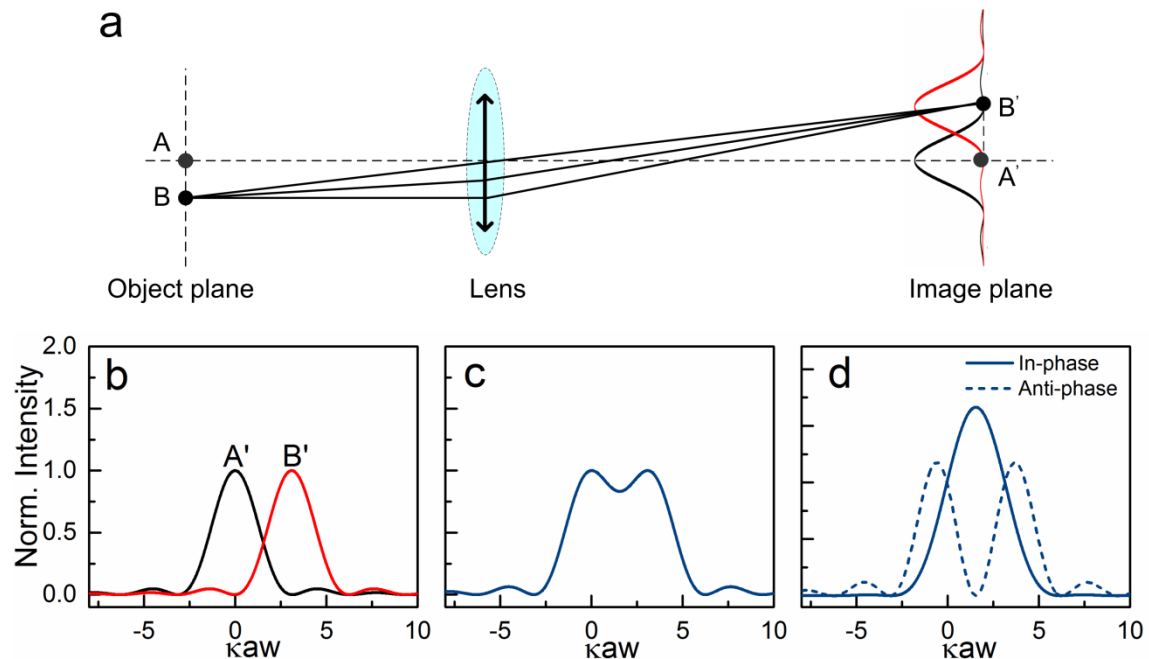 a
A
B
B'
A'
Object plane
Lens
Image plane
Norm. Intensity
2.0
1.5
1.0
0.5
0.0
b
A'
B'
-5
0
5
10
κaw
c
-5
0
5
10
κaw
d
In-phase
Anti-phase
-5
0
5
10
κaw